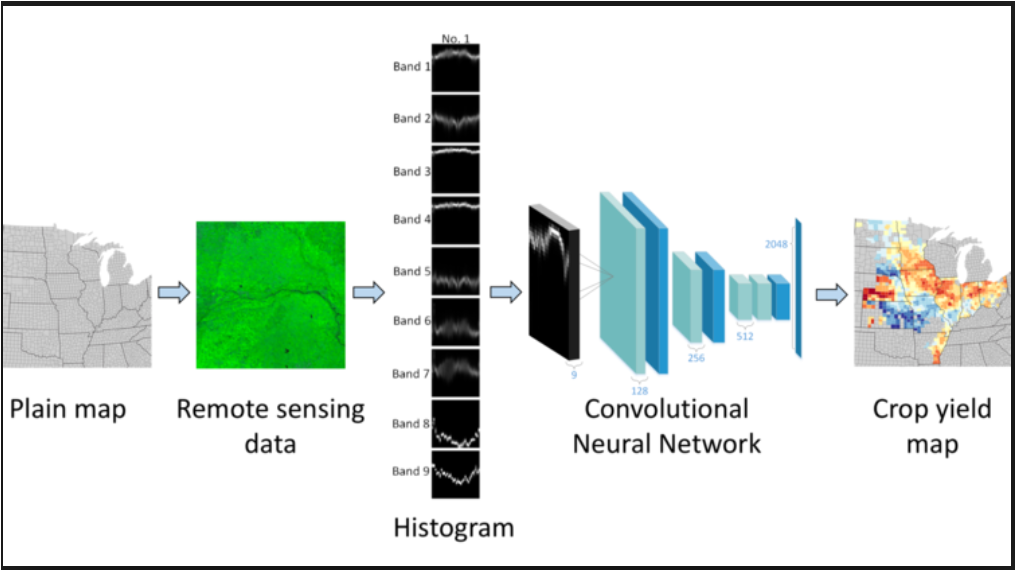 No. 1
Band 1
Band 2
Band 3
Band 4
Band 5
Band 6
Band 7
Band 8
Band 9
2048
512
256
128
9
Plain map
Remote sensing
data
Histogram
Convolutional
Neural Network
Crop yield
map